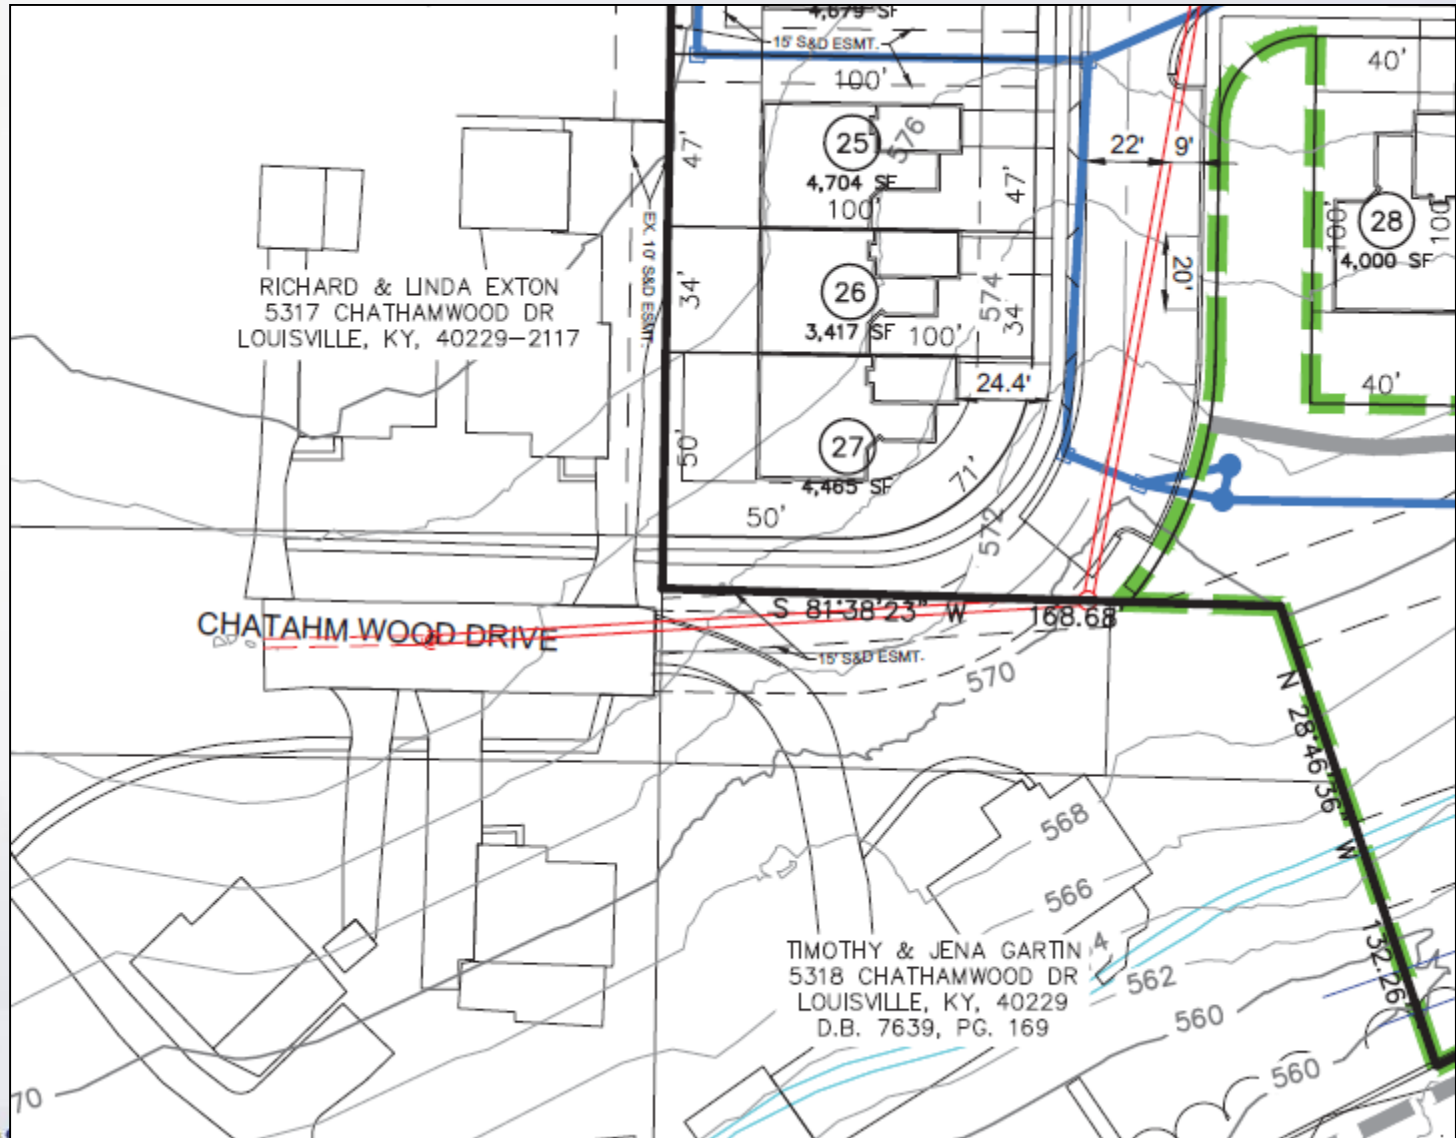 4,679 SF
15' S&D ESMT.
100'
40'
47'
25
576
4,704 SF
100'
47'
22'
9'
28
100'
100'
4,000 SF
EX. 10' S&D ESMT.
RICHARD & LINDA EXTON
5317 CHATHAMWOOD DR
LOUISVILLE, KY, 40229-2117
34'
26
3,417 SF
100'
574
34'
20'
24.4'
40'
50'
27
4,465 SF
71'
50'
572
CHATAHM WOOD DRIVE
S 81°38'23" W
168.68'
15' S&D ESMT.
570
N 28°46'36" W
132.26'
568
566
TIMOTHY & JENA GARTIN
5318 CHATHAMWOOD DR
LOUISVILLE, KY, 40229
D.B. 7639, PG. 169
4
562
560
560
70